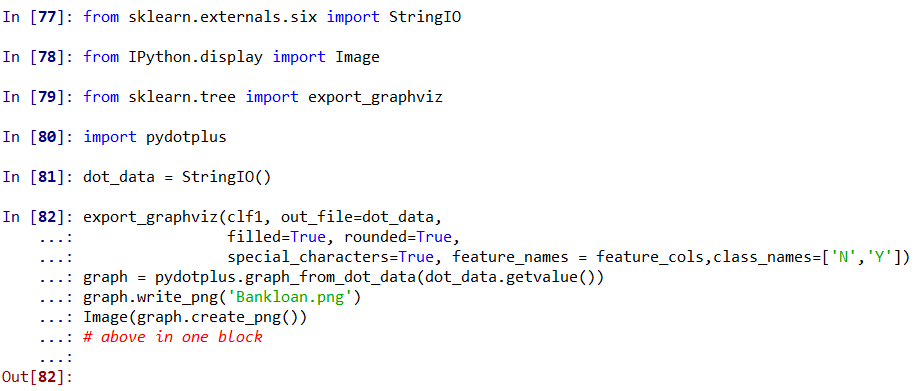 In [77]: from sklearn.externals.six import StringIO
In [78]: from IPython.display import Image
In [79]: from sklearn.tree import export_graphviz
In [80]: import pydotplus
In [81]: dot_data = StringIO()
In [82]: export_graphviz(clf1, out_file=dot_data,
    ...:                 filled=True, rounded=True,
    ...:                 special_characters=True, feature_names = feature_cols,class_names=['N','Y'])
    ...: graph = pydotplus.graph_from_dot_data(dot_data.getvalue())
    ...: graph.write_png('Bankloan.png')
    ...: Image(graph.create_png())
    ...: # above in one block
    ...:
Out[82]: